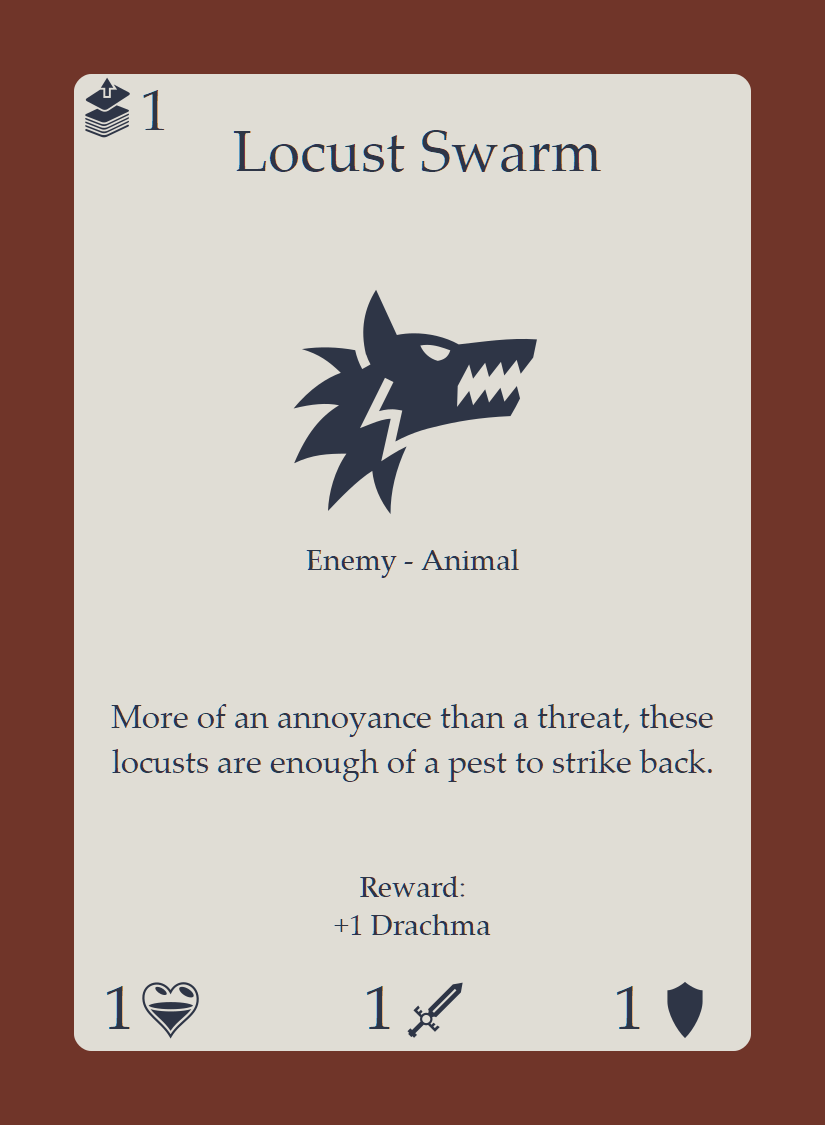 1
Locust Swarm
Enemy - Animal
More of an annoyance than a threat, these
locusts are enough of a pest to strike back.
Reward:
+1 Drachma
1 1 1